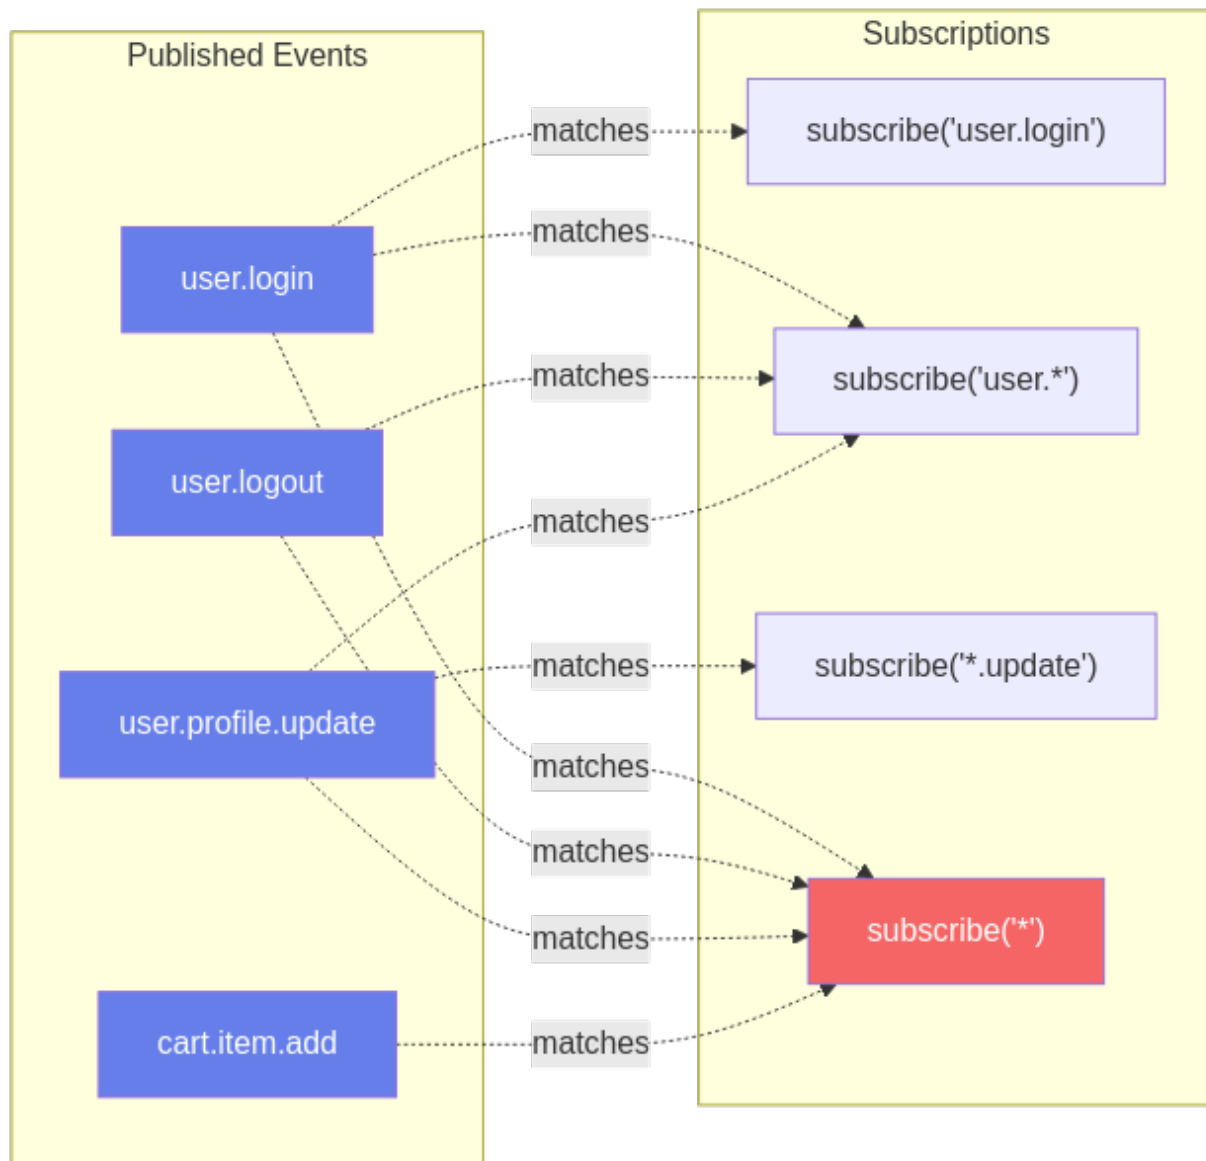 Published Events
user.login
user.logout
user.profile.update
cart.item.add
matches
matches
matches
matches
matches
matches
matches
matches
matches
Subscriptions
subscribe('user.login')
subscribe('user.*')
subscribe('*.update')
subscribe('*')